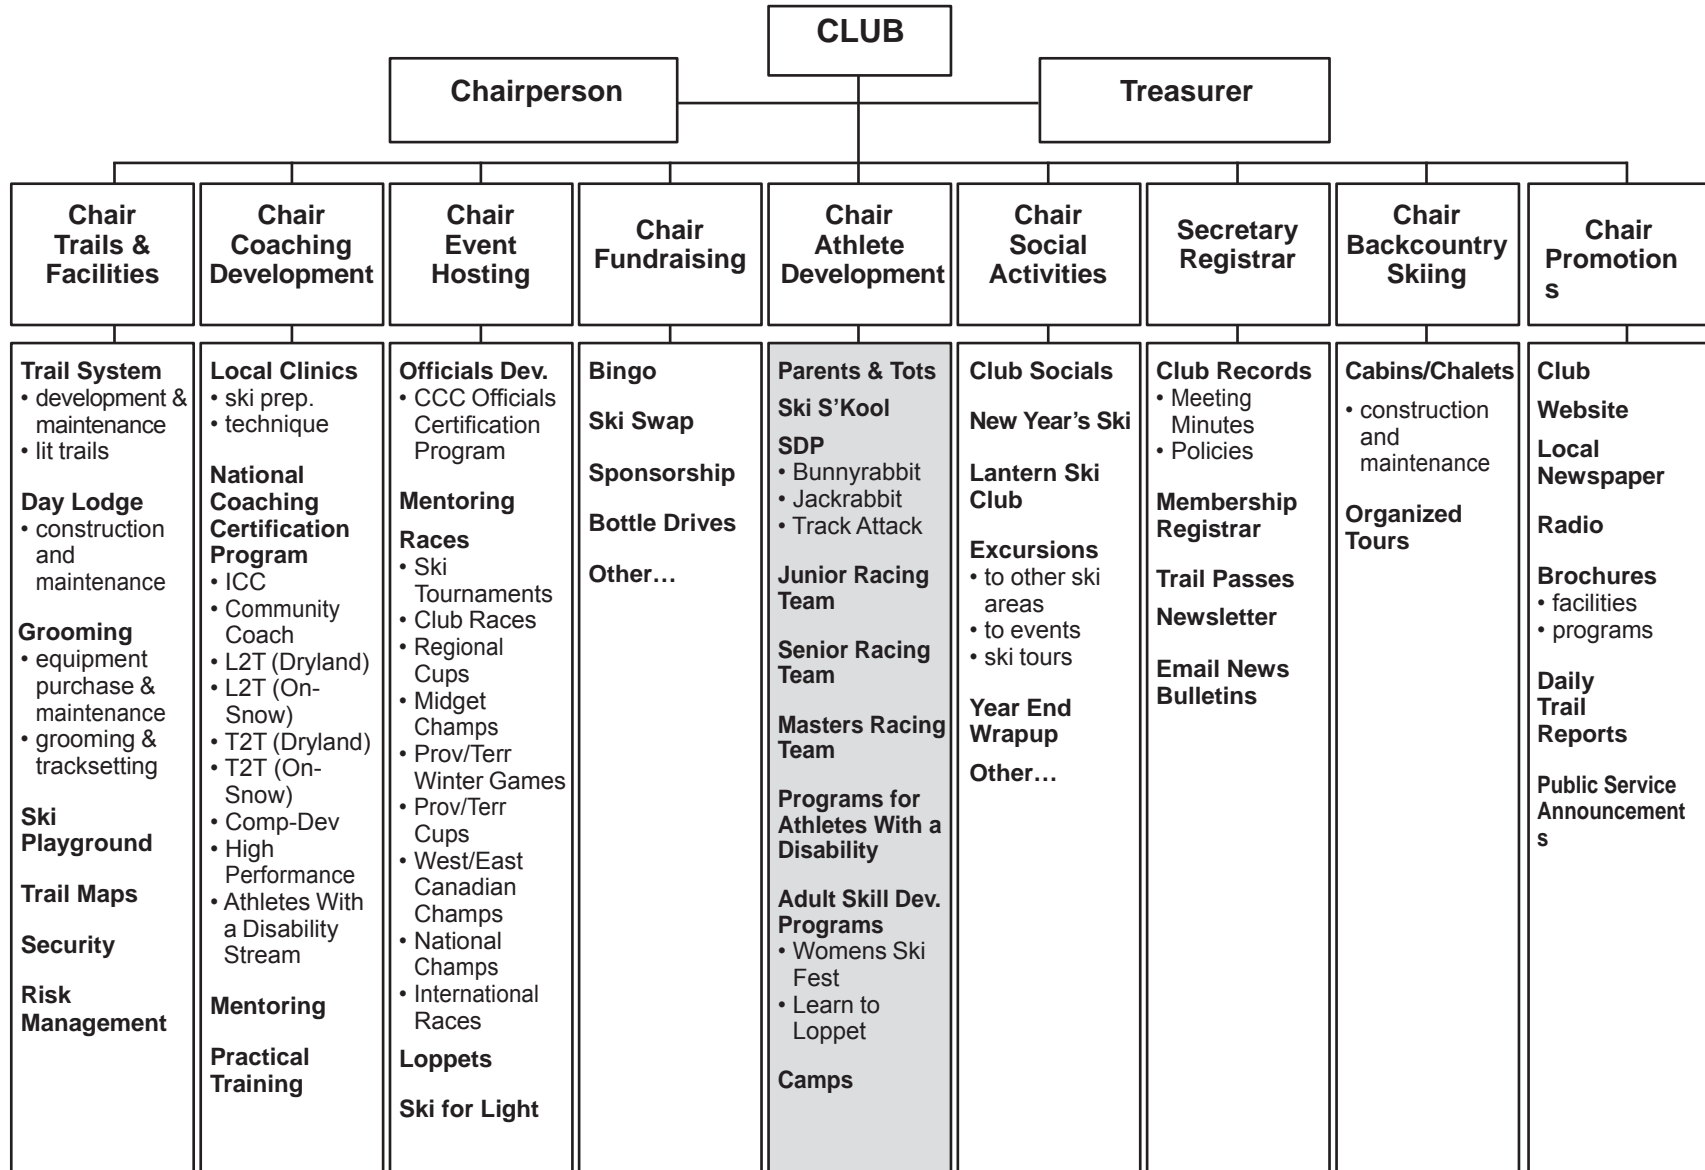 CLUB
Chairperson
Treasurer
Chair
Trails &
Facilities
Chair
Coaching
Development
Chair
Event
Hosting
Chair
Fundraising
Chair
Athlete
Development
Chair
Social
Activities
Secretary
Registrar
Chair
Backcountry
Skiing
Chair
Promotion
s
Trail System
• development &
maintenance
• lit trails
Day Lodge
• construction
and
maintenance
Grooming
• equipment
purchase &
maintenance
• grooming &
tracksetting
Ski
Playground
Trail Maps
Security
Risk
Management
Local Clinics
• ski prep.
• technique
National
Coaching
Certification
Program
• ICC
• Community
Coach
• L2T (Dryland)
• L2T (On-
Snow)
• T2T (Dryland)
• T2T (On-
Snow)
• Comp-Dev
• High
Performance
• Athletes With
a Disability
Stream
Mentoring
Practical
Training
Officials Dev.
• CCC Officials
Certification
Program
Mentoring
Races
• Ski
Tournaments
• Club Races
• Regional
Cups
• Midget
Champs
• Prov/Terr
Winter Games
• Prov/Terr
Cups
• West/East
Canadian
Champs
• National
Champs
• International
Races
Loppets
Ski for Light
Bingo
Ski Swap
Sponsorship
Bottle Drives
Other…
Parents & Tots
Ski S’Kool
SDP
• Bunnyrabbit
• Jackrabbit
• Track Attack
Junior Racing
Team
Senior Racing
Team
Masters Racing
Team
Programs for
Athletes With a
Disability
Adult Skill Dev.
Programs
• Womens Ski
Fest
• Learn to
Loppet
Camps
Club Socials
New Year’s Ski
Lantern Ski
Club
Excursions
• to other ski
areas
• to events
• ski tours
Year End
Wrapup
Other…
Club Records
• Meeting
Minutes
• Policies
Membership
Registrar
Trail Passes
Newsletter
Email News
Bulletins
Cabins/Chalets
• construction
and
maintenance
Organized
Tours
Club
Website
Local
Newspaper
Radio
Brochures
• facilities
• programs
Daily
Trail
Reports
Public Service
Announcement
s